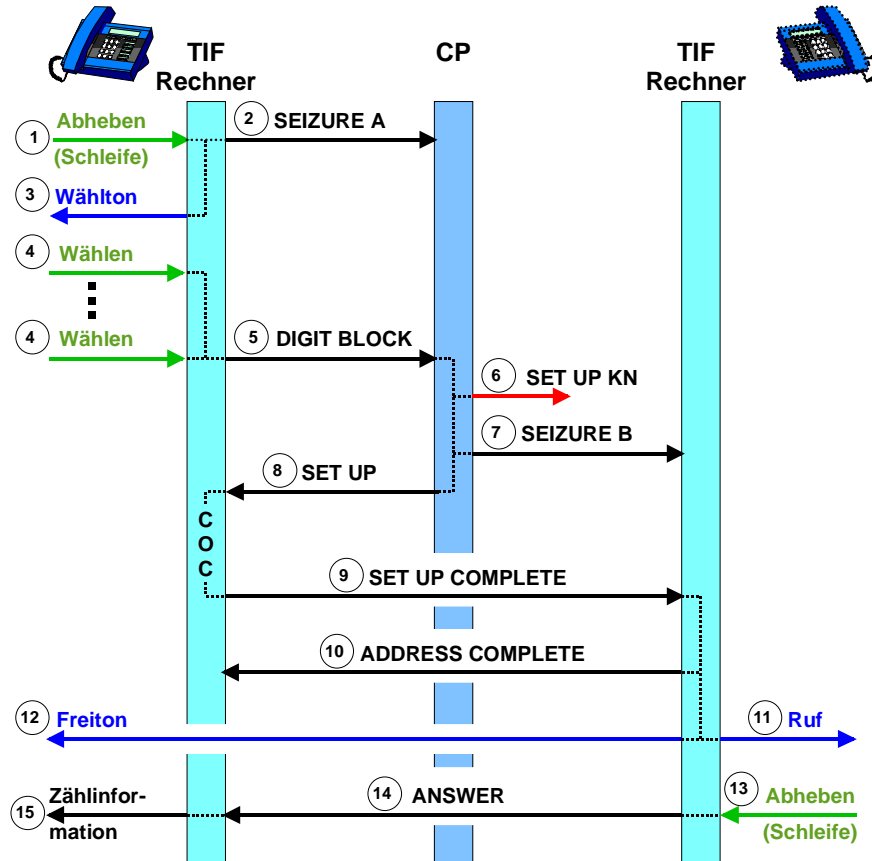 TIF
Rechner
CP
TIF
Rechner
1 Abheben
(Schleife)
2 SEIZURE A
3 Wählton
4 Wählen
4 Wählen
5 DIGIT BLOCK
6 SET UP KN
7 SEIZURE B
8 SET UP
C
O
C
9 SET UP COMPLETE
10 ADDRESS COMPLETE
12 Freiton
11 Ruf
15 Zählinfor-
mation
14 ANSWER
13 Abheben
(Schleife)